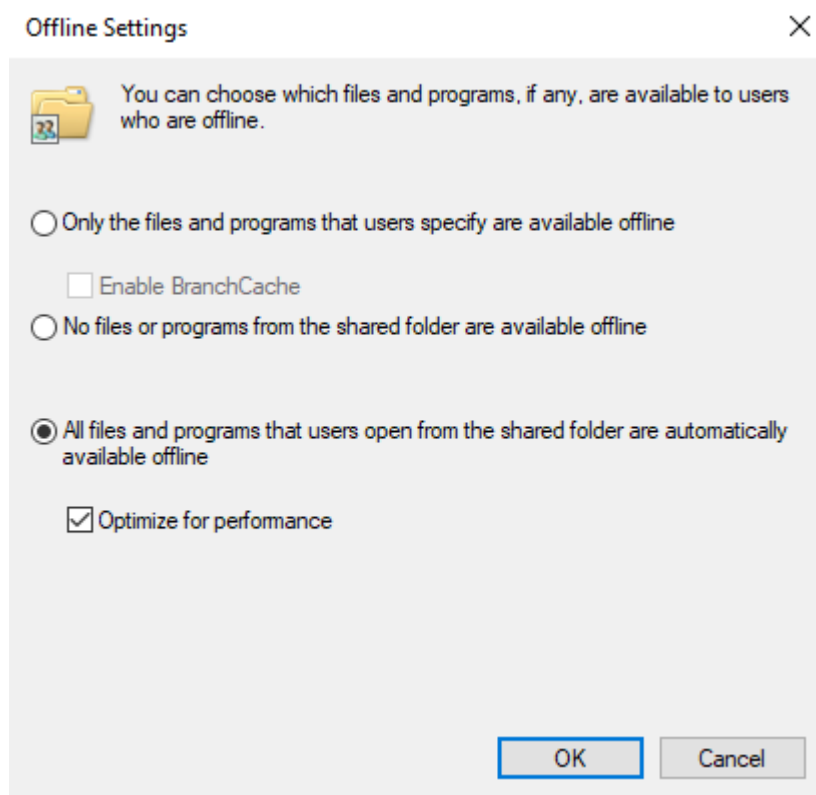 Offline Settings
You can choose which files and programs, if any, are available to users
who are offline.
Only the files and programs that users specify are available offline
Enable BranchCache
No files or programs from the shared folder are available offline
All files and programs that users open from the shared folder are automatically
available offline
Optimize for performance
OK Cancel